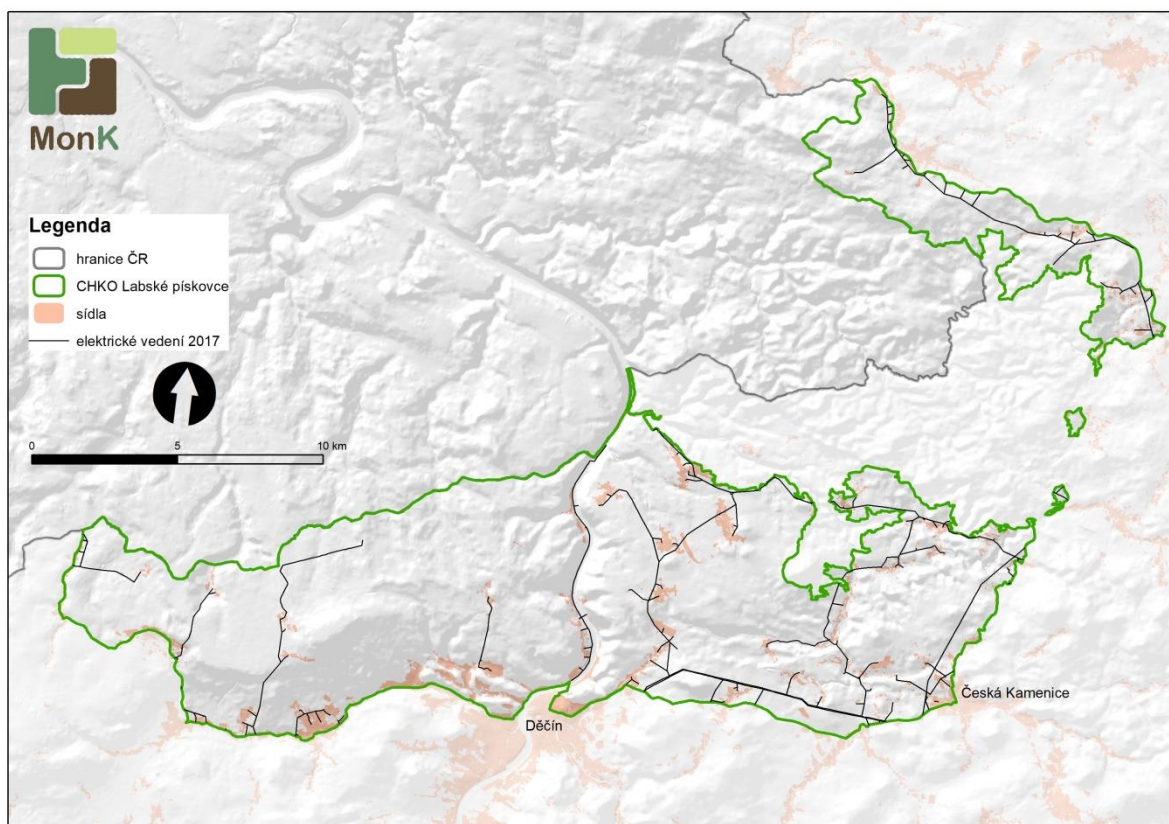 MonK
Legenda
hranice ČR
CHKO Labské pískovce
sídla
elektrické vedení 2017
0 5 10 km
Česká Kamenice
Děčín